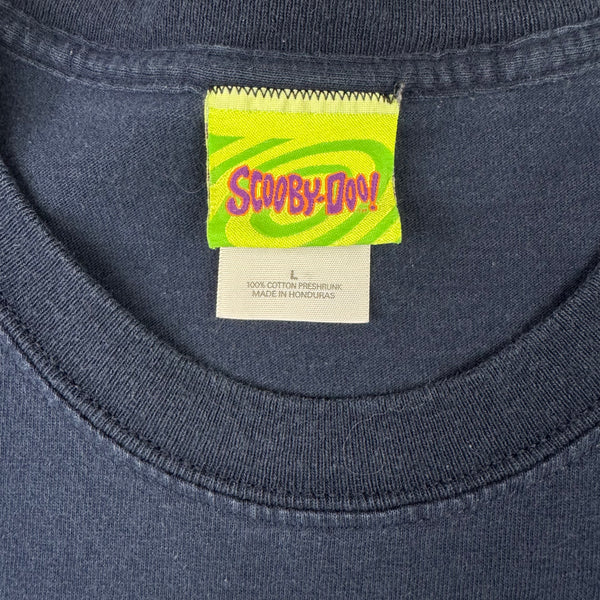 SCOOBY-DOO!
L
100% COTTON PRESHRUNK
MADE IN HONDURAS